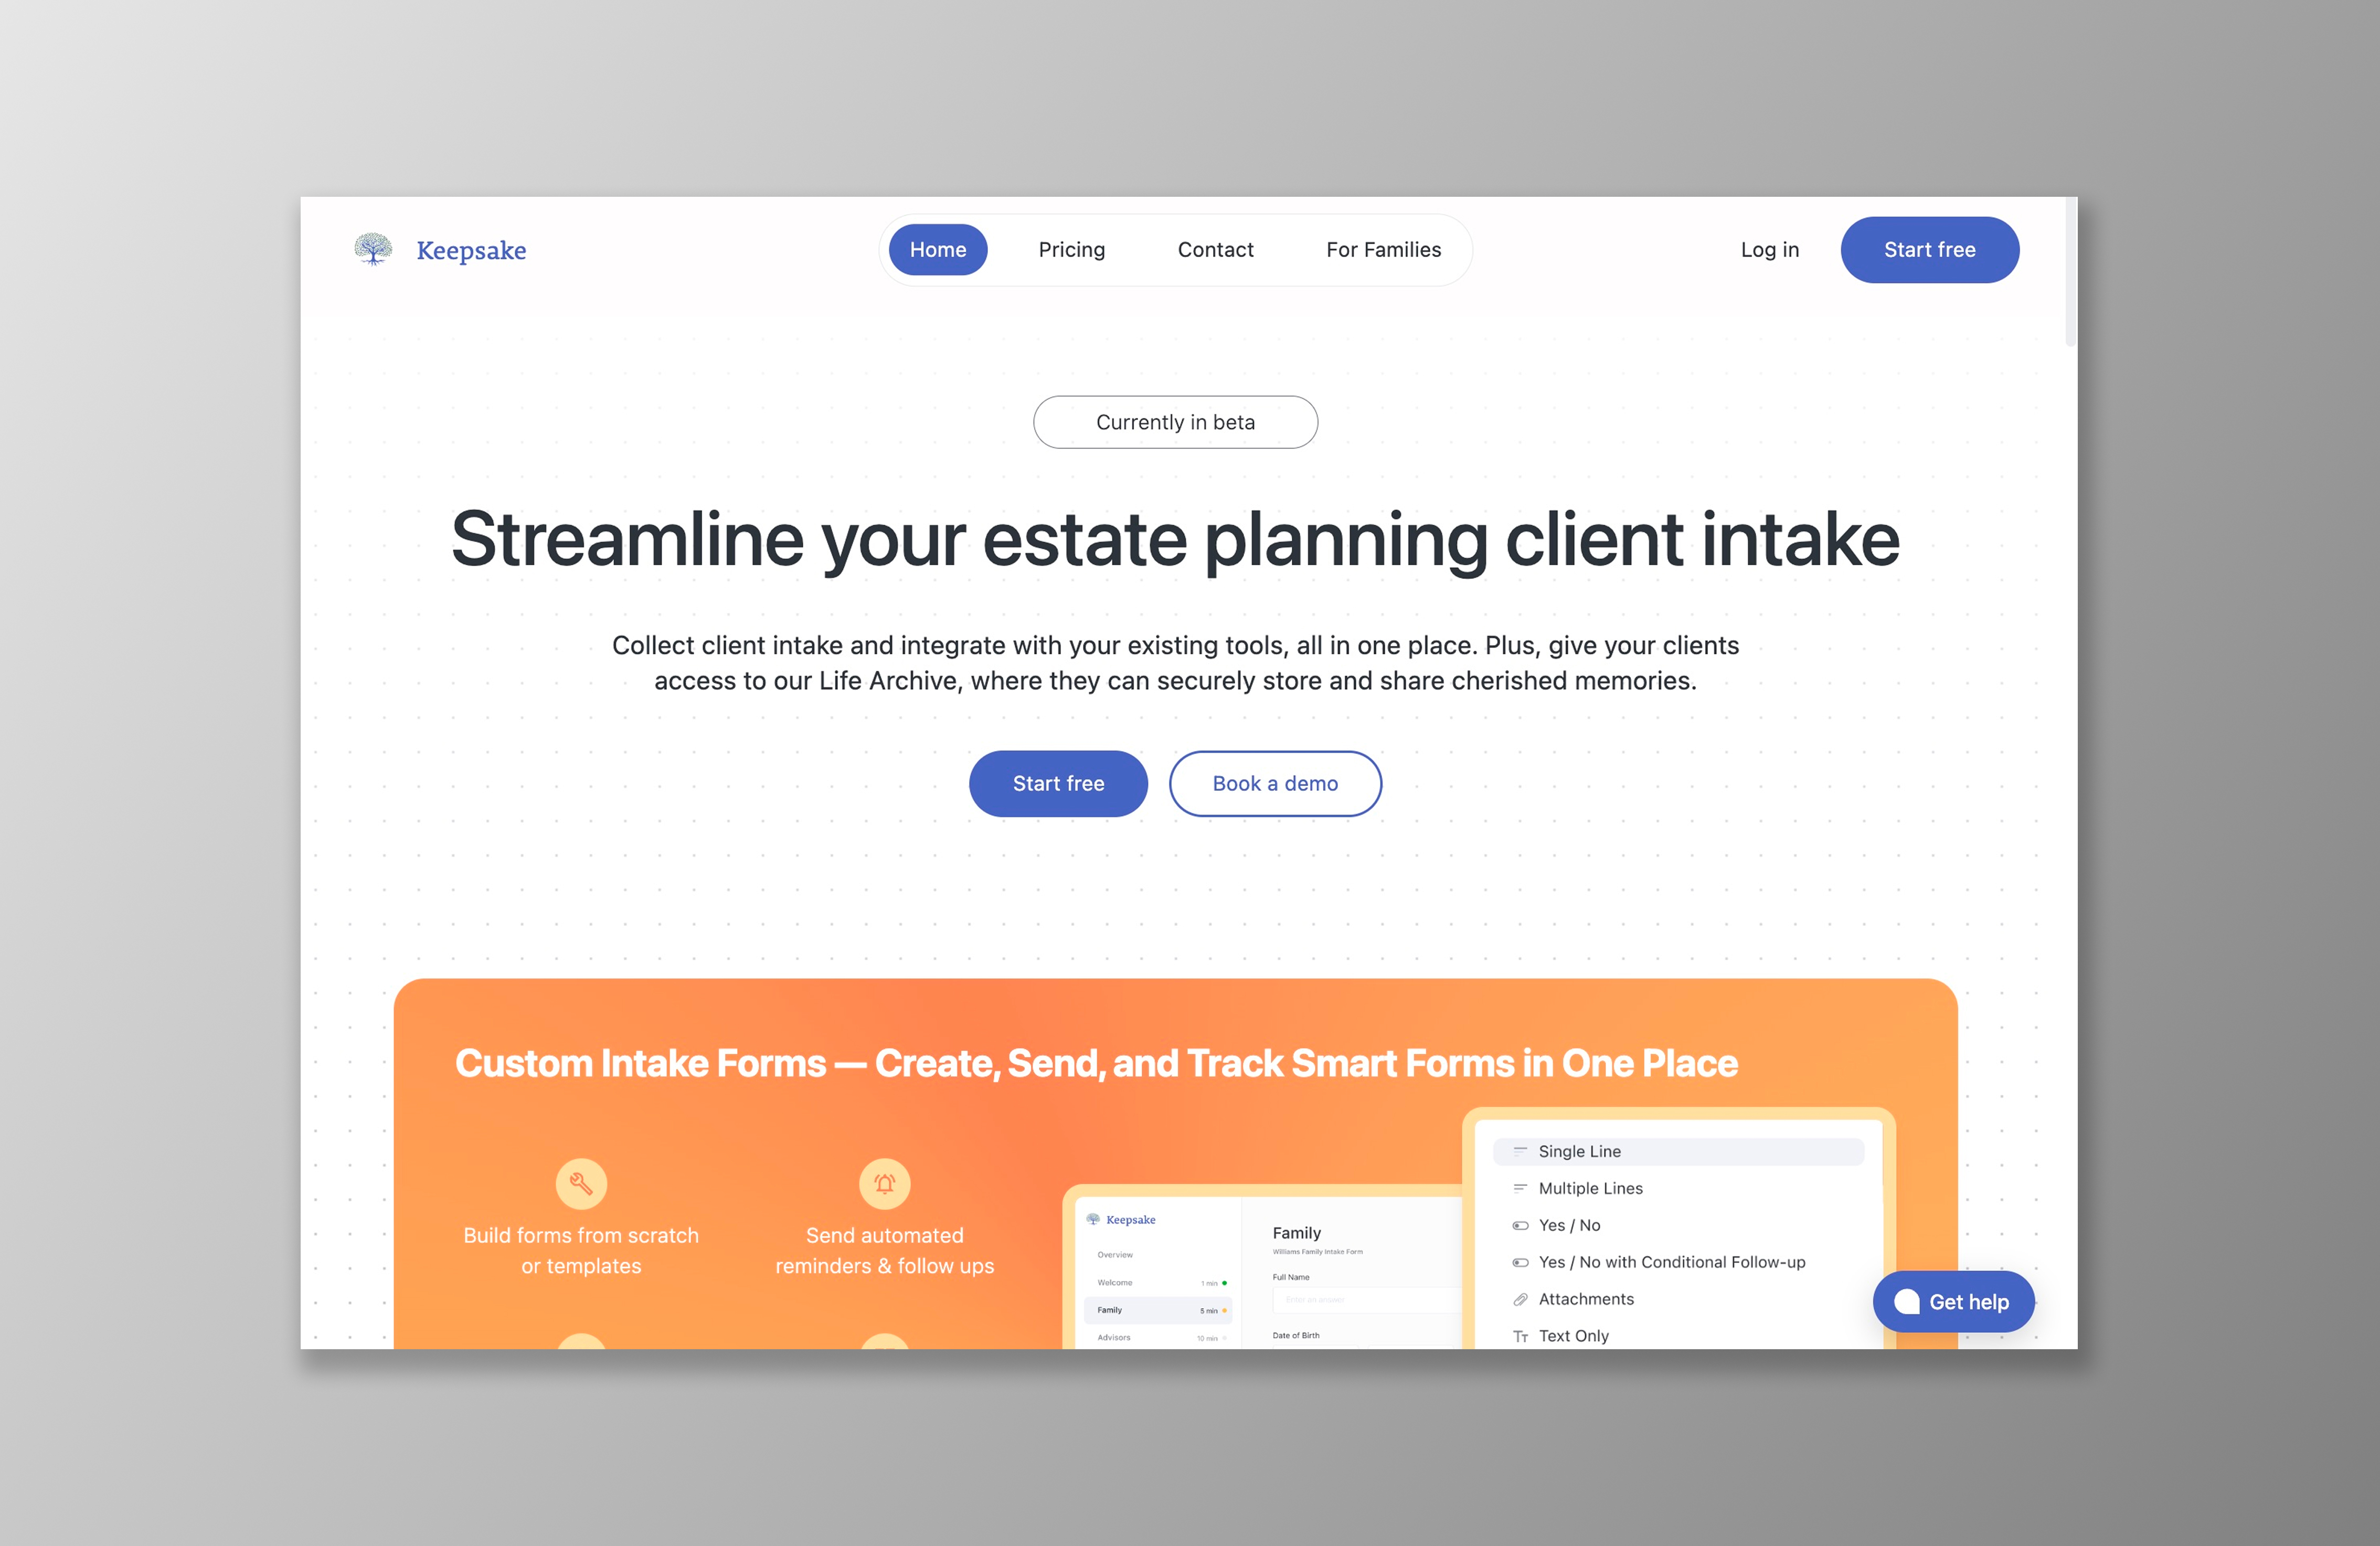 Keepsake
Home
Pricing
Contact
For Families
Log in
Start free
Currently in beta
Streamline your estate planning client intake
Collect client intake and integrate with your existing tools, all in one place. Plus, give your clients
access to our Life Archive, where they can securely store and share cherished memories.
Start free
Book a demo
Custom Intake Forms — Create, Send, and Track Smart Forms in One Place
Build forms from scratch
or templates
Send automated
reminders & follow ups
Keepsake
Overview
Welcome 1 min
Family 5 min
Advisors 10 min
Family
Williams Family Intake Form
Full Name
Enter an answer
Date of Birth
Single Line
Multiple Lines
Yes / No
Yes / No with Conditional Follow-up
Attachments
Tт Text Only
Get help